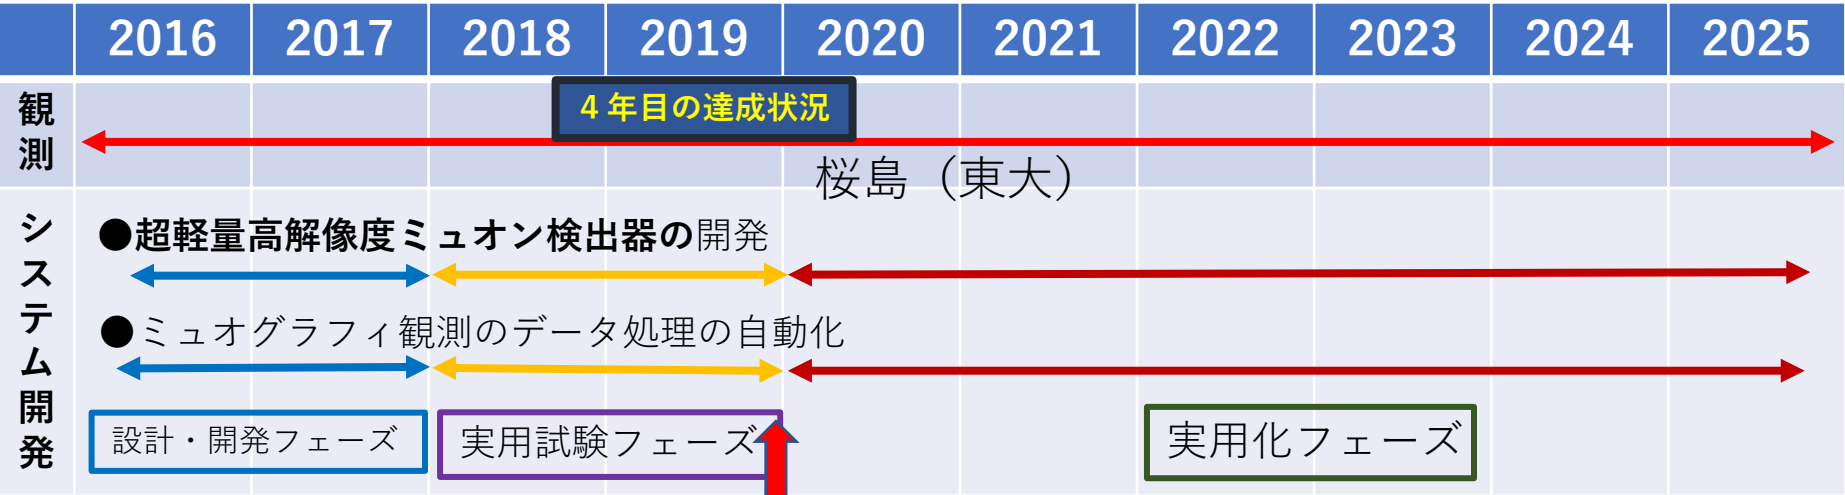 2016 2017 2018 2019 2020 2021 2022 2023 2024 2025
観測
4年目の達成状況
桜島（東大）
システム開発
●超軽量高解像度ミュオン検出器の開発
●ミュオグラフィ観測のデータ処理の自動化
設計・開発フェーズ
実用試験フェーズ
実用化フェーズ